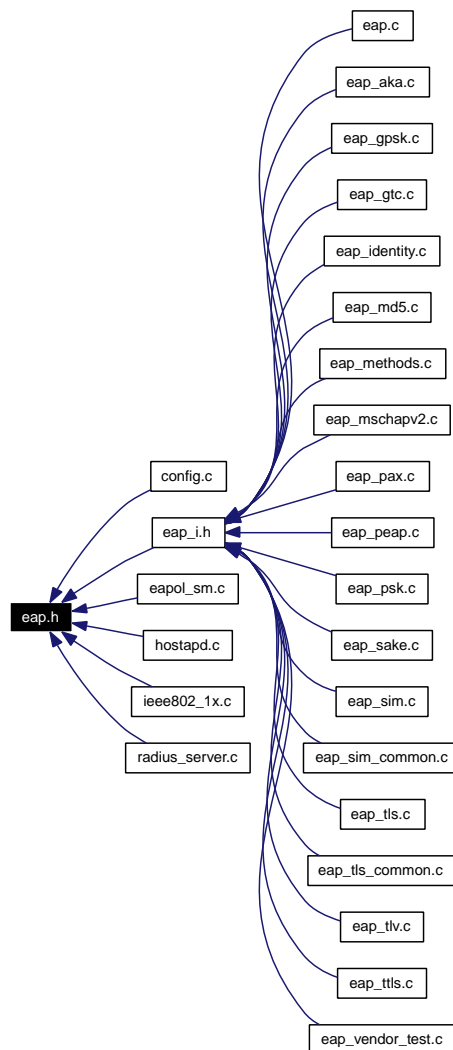 eap.c
eap_aka.c
eap_gpsk.c
eap_gtc.c
eap_identity.c
eap_md5.c
eap_methods.c
eap_mschapv2.c
config.c
eap_pax.c
eap_i.h
eap_peap.c
eapol_sm.c
eap_psk.c
eap.h
hostapd.c
eap_sake.c
ieee802_1x.c
eap_sim.c
radius_server.c
eap_sim_common.c
eap_tls.c
eap_tls_common.c
eap_tlv.c
eap_ttls.c
eap_vendor_test.c